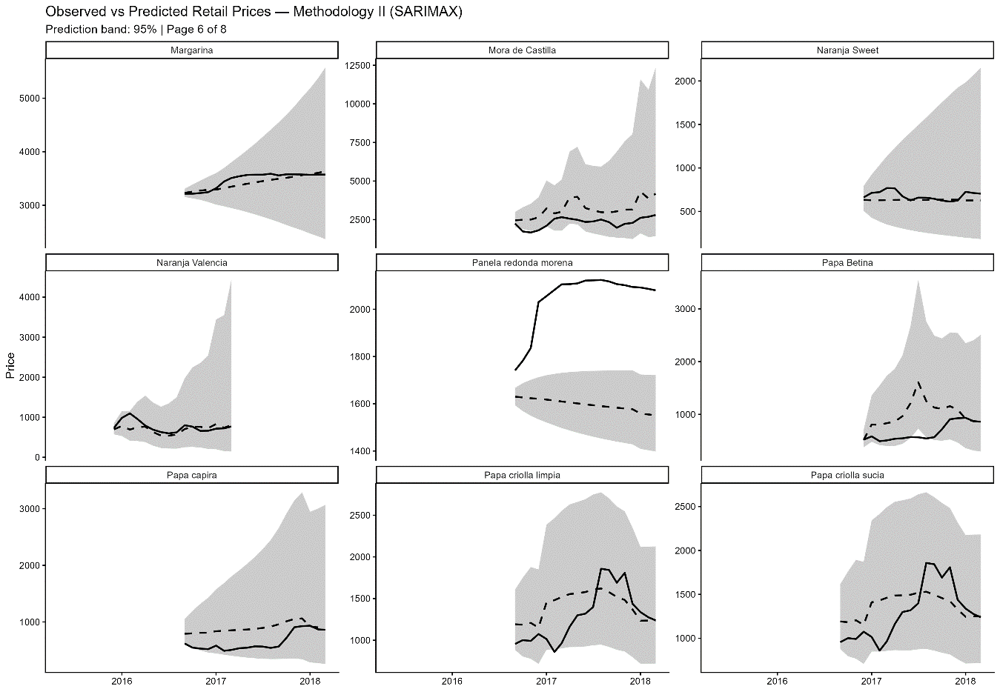 Observed vs Predicted Retail Prices — Methodology II (SARIMAX)
Prediction band: 95% | Page 6 of 8
Margarina
5000
4000
3000
Mora de Castilla
12500
10000
7500
5000
2500
Naranja Sweet
2000
1500
1000
500
Price
Naranja Valencia
4000
3000
2000
1000
0
Panela redonda morena
2000
1800
1600
1400
Papa Betina
3000
2000
1000
Papa capira
3000
2000
1000
Papa criolla limpia
2500
2000
1500
1000
Papa criolla sucia
2500
2000
1500
1000
2016 2017 2018
2016 2017 2018
2016 2017 2018